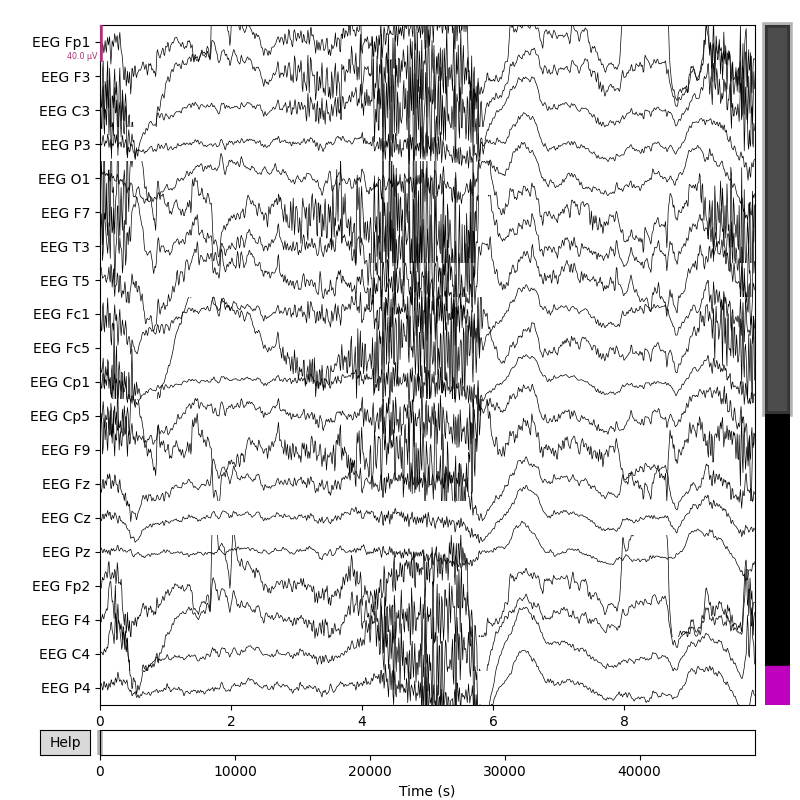 EEG Fp1
40.0 µV
EEG F3
EEG C3
EEG P3
EEG O1
EEG F7
EEG T3
EEG T5
EEG Fc1
EEG Fc5
EEG Cp1
EEG Cp5
EEG F9
EEG Fz
EEG Cz
EEG Pz
EEG Fp2
EEG F4
EEG C4
EEG P4
0 2 4 6 8
Help
0 10000 20000 30000 40000
Time (s)